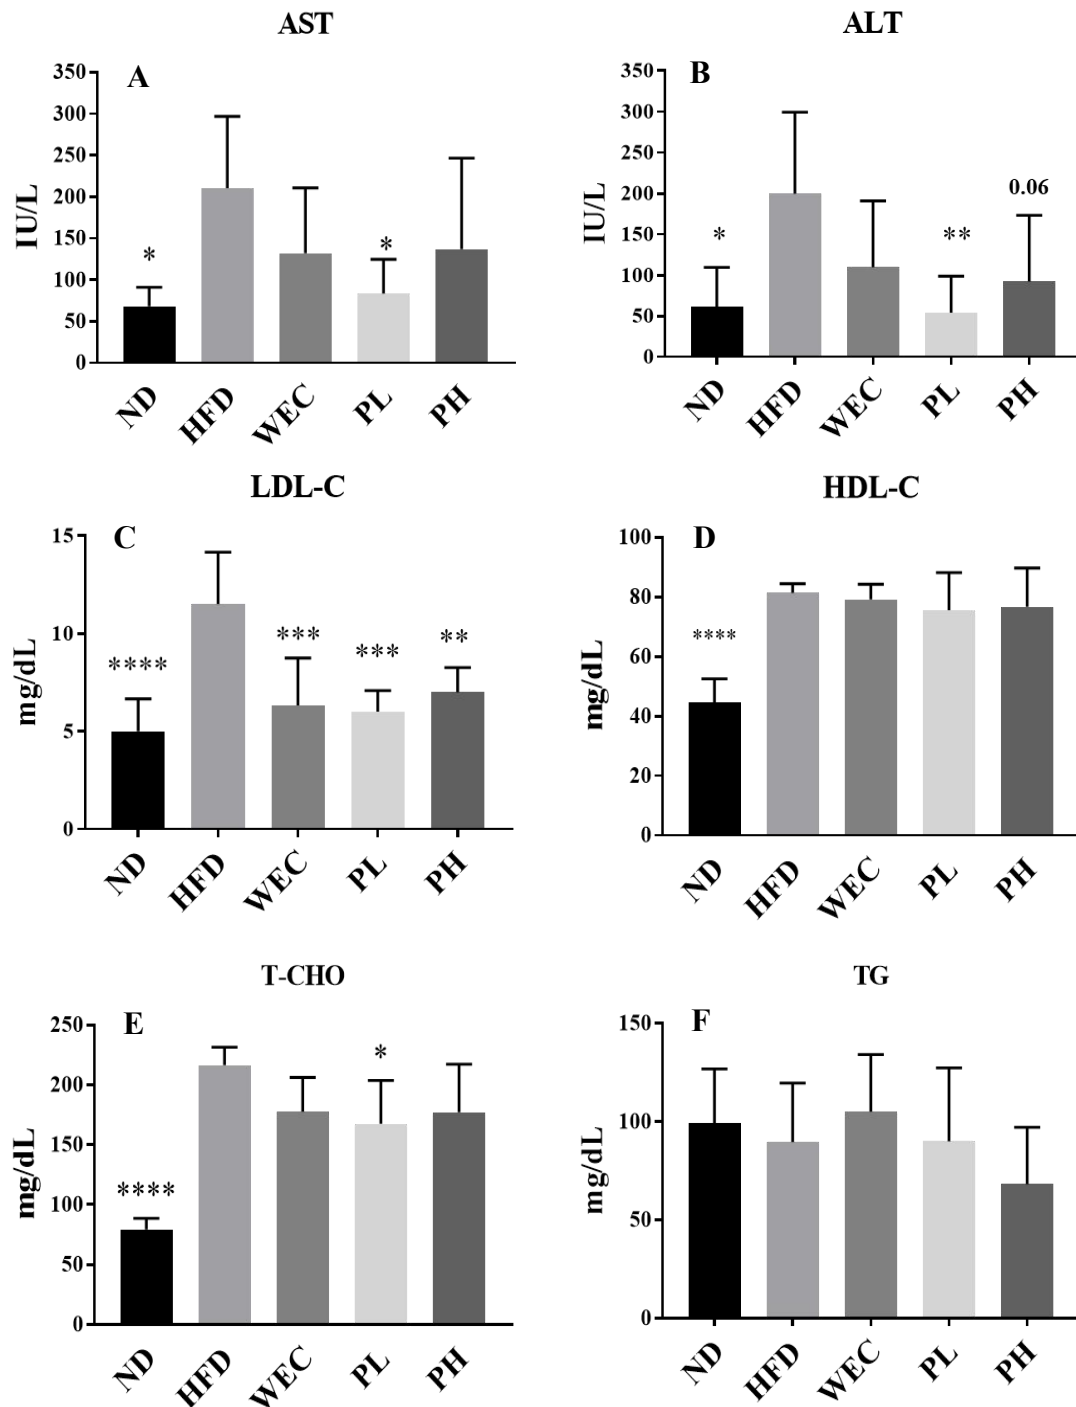 AST
A
350
300
250
200
150
100
50
0
IU/L
*
*
ND
HFD
WEC
PL
PH
ALT
B
350
300
250
200
150
100
50
0
IU/L
*
**
0.06
ND
HFD
WEC
PL
PH
LDL-C
C
15
10
5
0
mg/dL
****
***
***
**
ND
HFD
WEC
PL
PH
HDL-C
D
100
80
60
40
20
0
mg/dL
****
ND
HFD
WEC
PL
PH
T-CHO
E
250
200
150
100
50
0
mg/dL
****
*
ND
HFD
WEC
PL
PH
TG
F
150
100
50
0
mg/dL
ND
HFD
WEC
PL
PH